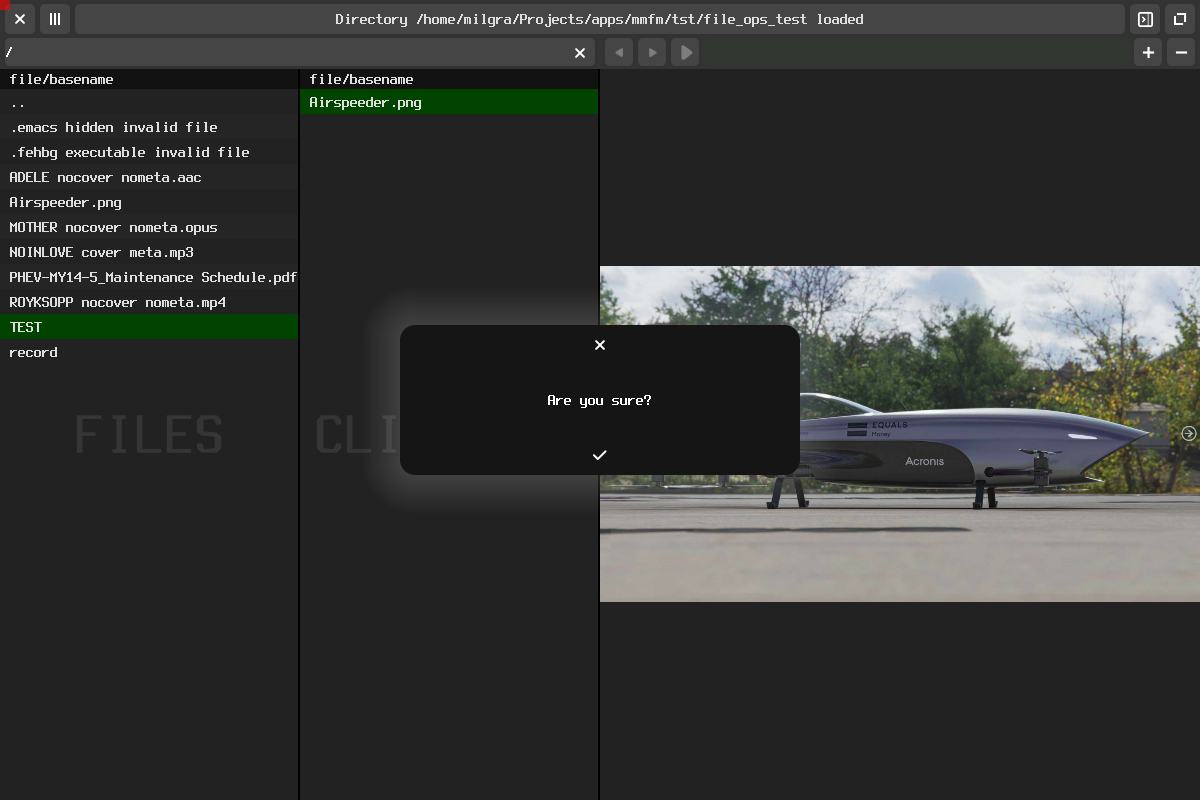 Directory /home/milgra/Projects/apps/mmfm/tst/file_ops_test loaded
/
file/basename
..
.emacs hidden invalid file
.fehbg executable invalid file
ADELE nocover nometa.aac
Airspeeder.png
MOTHER nocover nometa.opus
NOINLOVE cover meta.mp3
PHEV-MY14-5_Maintenance Schedule.pdf
ROYKSOPP nocover nometa.mp4
TEST
record
FILES
file/basename
Airspeeder.png
CLI
Are you sure?
EQUALS
Money
Acronis